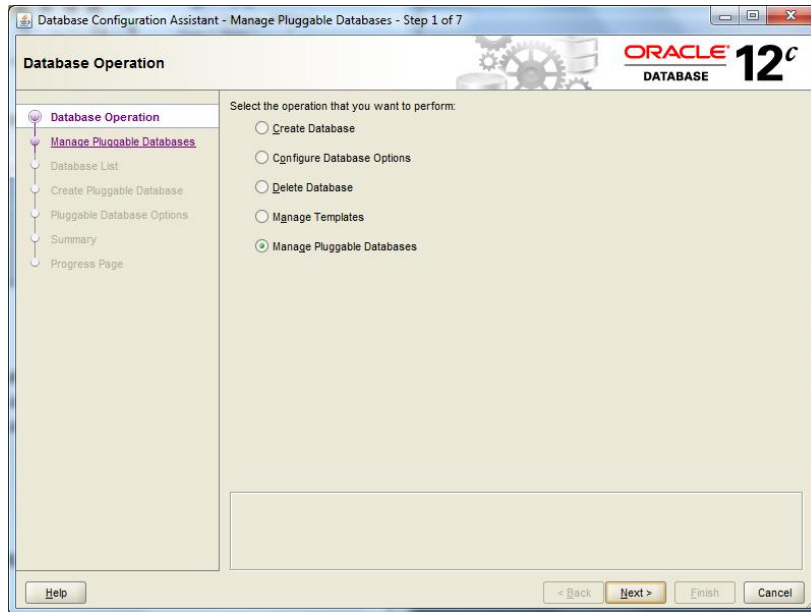 Database Configuration Assistant - Manage Pluggable Databases - Step 1 of 7
Database Operation
ORACLE®
DATABASE
12c
Database Operation
Manage Pluggable Databases
Database List
Create Pluggable Database
Pluggable Database Options
Summary
Progress Page
Select the operation that you want to perform:
Create Database
Configure Database Options
Delete Database
Manage Templates
Manage Pluggable Databases
Help
< Back
Next >
Finish
Cancel